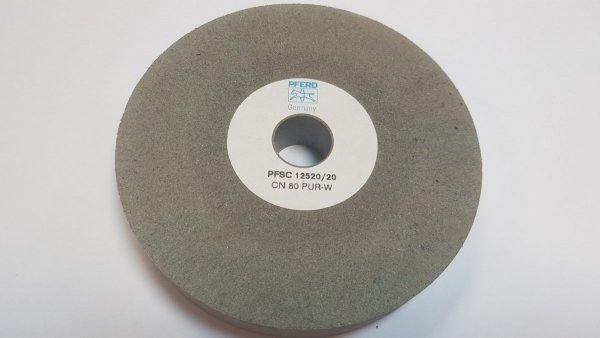 PFERD
Germany
PFSC 12520/20
CN 80 PUR-W